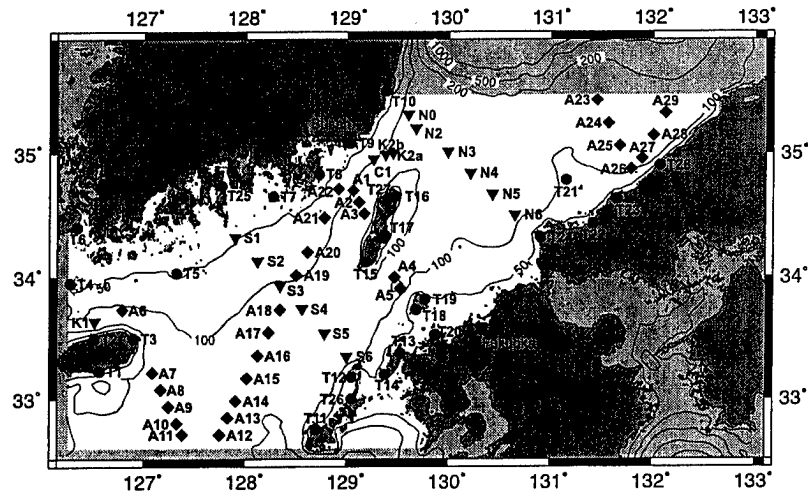 127° 128° 129° 130° 131° 132° 133°
1000 200
500
200
100
A23 A29
T10 N0
A24 A28
N2
35° 35°
T9 K2b K2a N3 A25 A27
C1 A26
T8 A1 N4
T21
T25 T7 A22 A2 T16 N5
A21 A3 N6
T6 S1 T17
A20 100
34° S2 T15 A4 100 50 34°
T4 50 T5 A19
S3 A5
A6 A18 S4 T19
K1 T18
T3 100 A17 S5 T20
T13
T1 A16 S6
A7 A15 T12 T14
A8
33° A9 A14 T26 33°
A10 A13 T11
A11 A12
127° 128° 129° 130° 131° 132° 133°